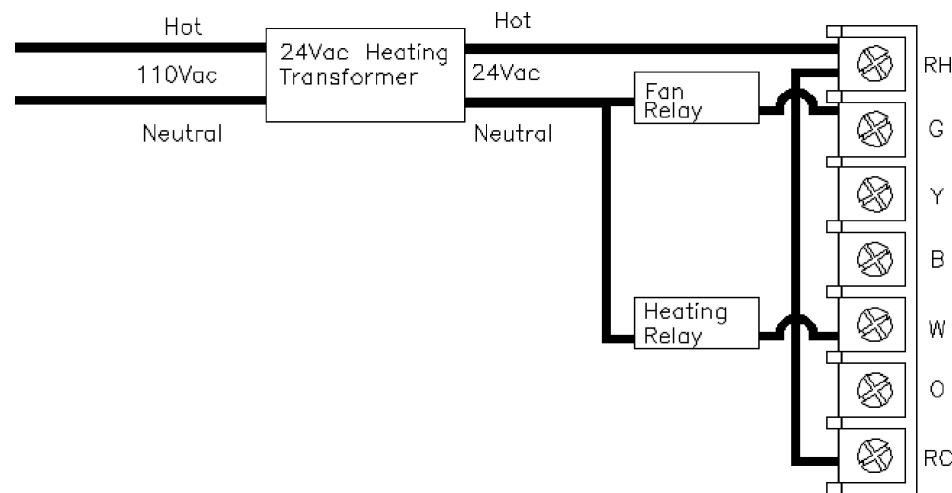 Hot
110Vac
Neutral
24Vac Heating
Transformer
Hot
24Vac
Neutral
Fan
Relay
Heating
Relay
RH
G
Y
B
W
O
RC